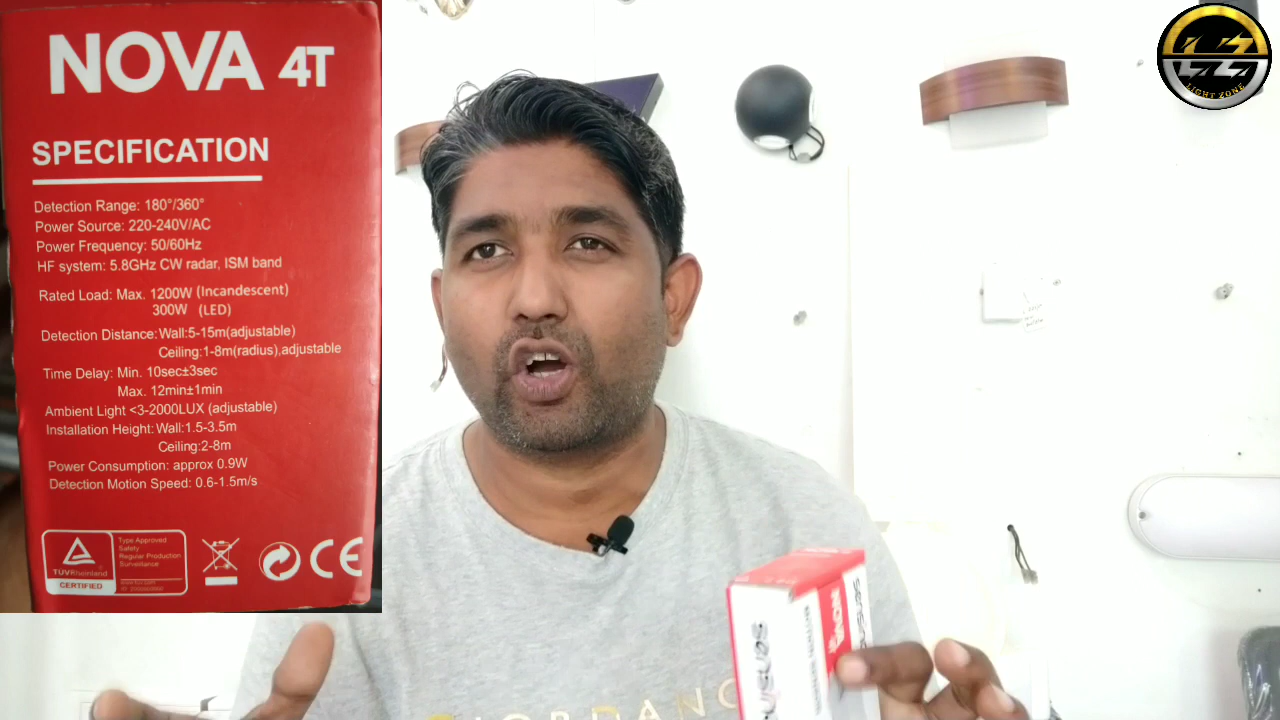 NOVA 4T
SPECIFICATION
Detection Range: 180°/360°
Power Source: 220-240V/AC
Power Frequency: 50/60Hz
HF system: 5.8GHz CW radar, ISM band
Rated Load: Max. 1200W (Incandescent)
300W (LED)
Detection Distance: Wall:5-15m(adjustable)
Ceiling:1-8m(radius),adjustable
Time Delay: Min. 10sec±3sec
Max. 12min±1min
Ambient Light <3-2000LUX (adjustable)
Installation Height: Wall:1.5-3.5m
Ceiling:2-8m
Power Consumption: approx 0.9W
Detection Motion Speed: 0.6-1.5m/s
TÜVRheinland
CERTIFIED
Type Approved
Safety
Regular Production
Surveillance
CE
LIGHT ZONE